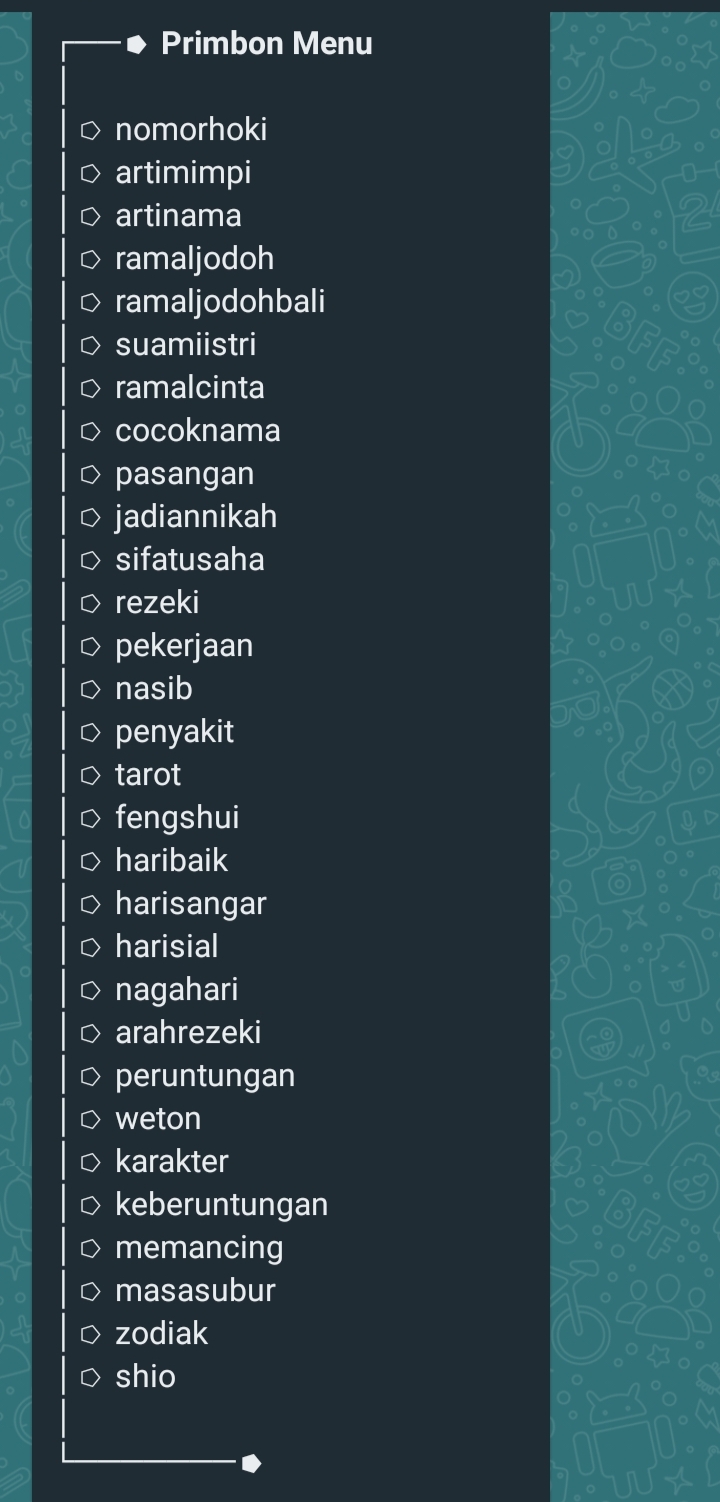 Primbon Menu
nomorhoki
artimimpi
artinama
ramaljodoh
ramaljodohbali
suamiistri
ramalcinta
cocoknama
pasangan
jadiannikah
sifatusaha
rezeki
pekerjaan
nasib
penyakit
tarot
fengshui
haribaik
harisangar
harisial
nagahari
arahrezeki
peruntungan
weton
karakter
keberuntungan
memancing
masasubur
zodiak
shio